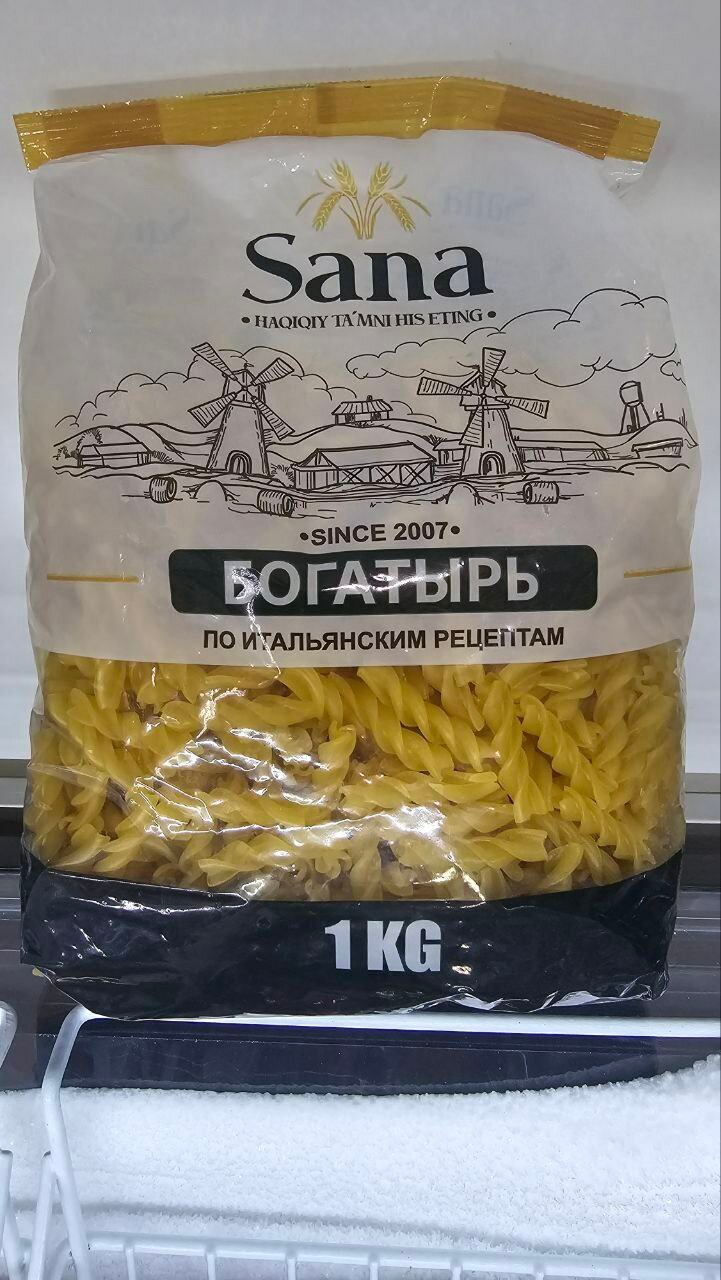 Sana
• HAQIQIY TA'MNI HIS ETING •
•SINCE 2007•
БОГАТЫРЬ
ПО ИТАЛЬЯНСКИМ РЕЦЕПТАМ
1 KG